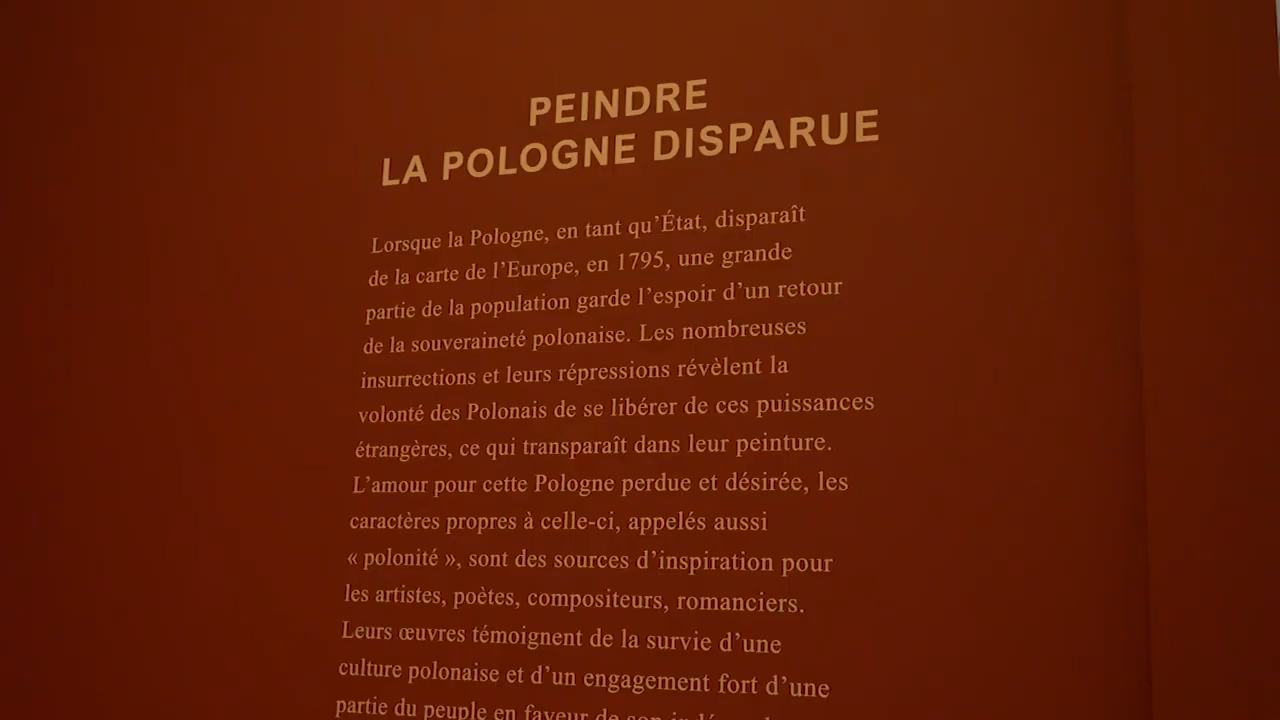 PEINDRE
LA POLOGNE DISPARUE
Lorsque la Pologne, en tant qu’État, disparaît
de la carte de l’Europe, en 1795, une grande
partie de la population garde l’espoir d’un retour
de la souveraineté polonaise. Les nombreuses
insurrections et leurs répressions révèlent la
volonté des Polonais de se libérer de ces puissances
étrangères, ce qui transparaît dans leur peinture.
L’amour pour cette Pologne perdue et désirée, les
caractères propres à celle-ci, appelés aussi
« polonité », sont des sources d’inspiration pour
les artistes, poètes, compositeurs, romanciers.
Leurs œuvres témoignent de la survie d’une
culture polonaise et d’un engagement fort d’une
partie du peuple en faveur de son